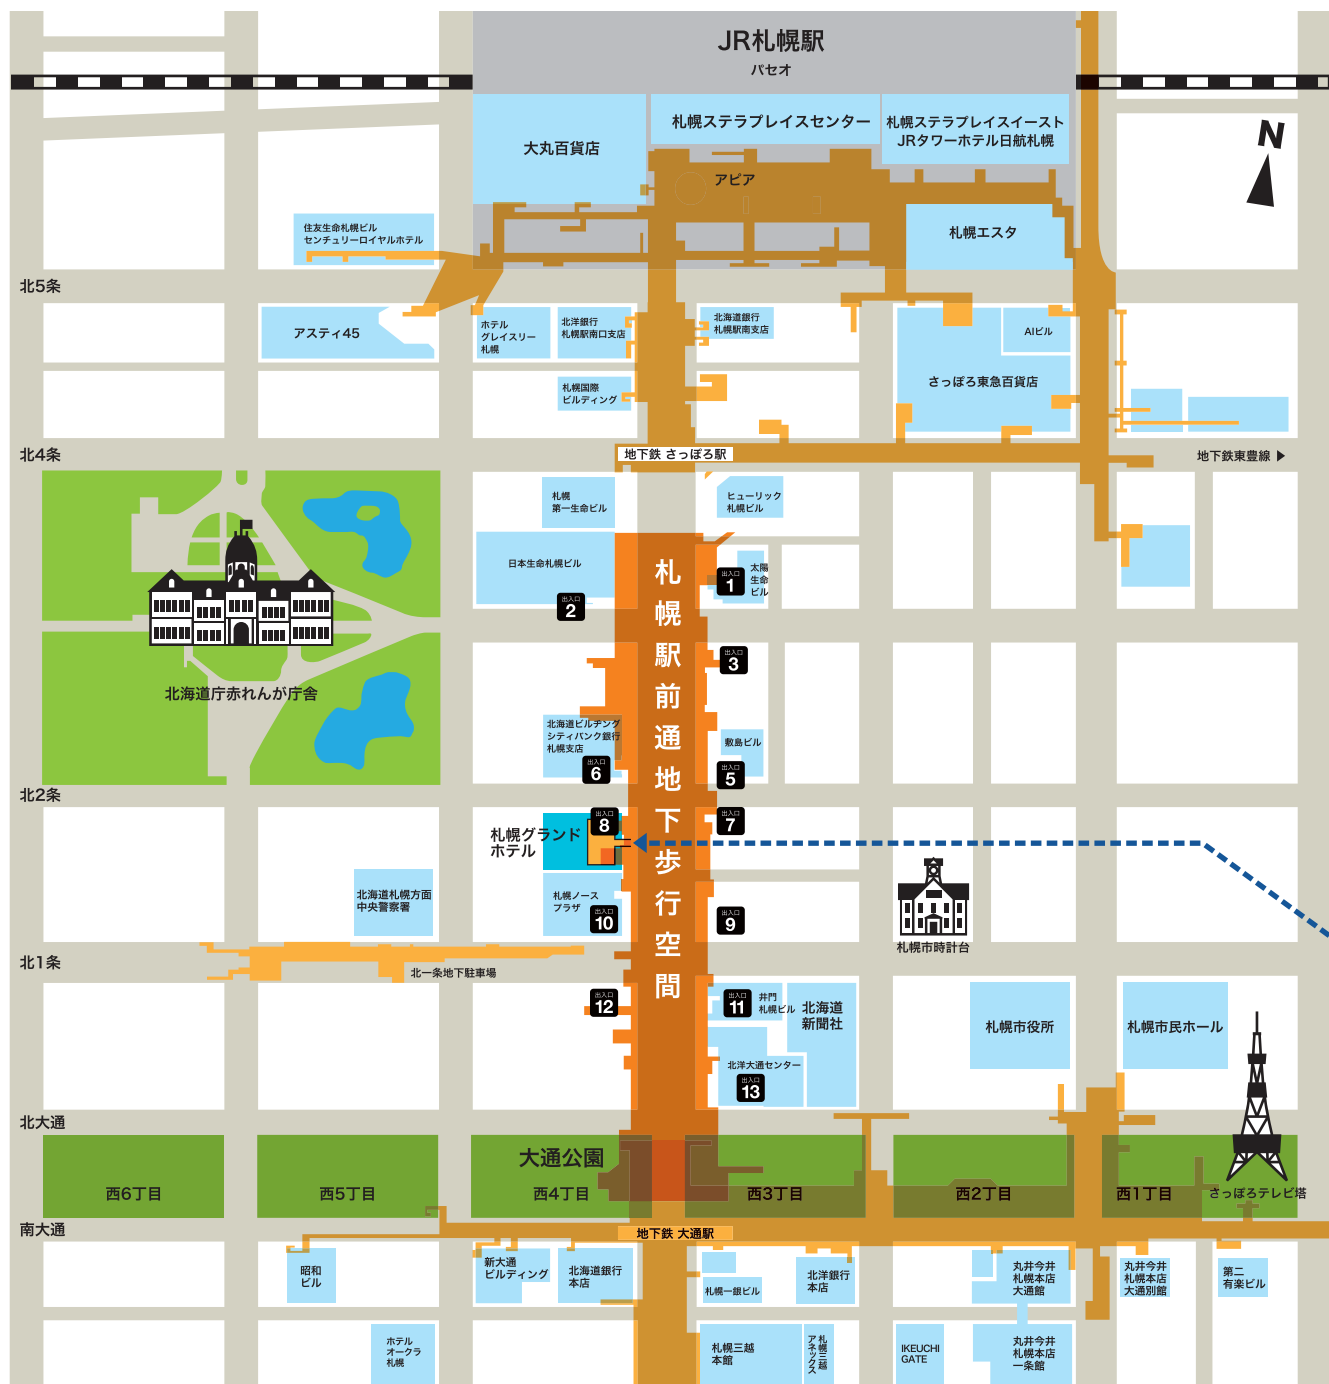 JR札幌駅
パセオ
大丸百貨店
札幌ステラプレイスセンター
札幌ステラプレイスイースト
JRタワーホテル日航札幌
アピア
札幌エスタ
N
住友生命札幌ビル
センチュリーロイヤルホテル
北5条
アスティ45
ホテル
グレイスリー
札幌
北洋銀行
札幌駅南口支店
北海道銀行
札幌駅南支店
AIビル
さっぽろ東急百貨店
札幌国際
ビルディング
北4条
地下鉄 さっぽろ駅
地下鉄東豊線 ▶
札幌
第一生命ビル
ヒューリック
札幌ビル
日本生命札幌ビル
太陽
生命
ビル
出入口
1
出入口
2
出入口
3
札幌駅前通地下歩行空間
北海道庁赤れんが庁舎
北海道ビルヂング
シティバンク銀行
札幌支店
敷島ビル
出入口
6
出入口
5
北2条
札幌グランド
ホテル
出入口
8
出入口
7
北海道札幌方面
中央警察署
札幌ノース
プラザ
出入口
10
出入口
9
札幌市時計台
北1条
北一条地下駐車場
出入口
12
出入口
11
井門
札幌ビル
北海道
新聞社
札幌市役所
札幌市民ホール
北洋大通センター
出入口
13
北大通
大通公園
西6丁目
西5丁目
西4丁目
西3丁目
西2丁目
西1丁目
さっぽろテレビ塔
南大通
地下鉄 大通駅
昭和
ビル
新大通
ビルディング
北海道銀行
本店
札幌一銀ビル
北洋銀行
本店
丸井今井
札幌本店
大通館
丸井今井
札幌本店
大通別館
第二
有楽ビル
ホテル
オークラ
札幌
札幌三越
本館
札幌三越
アネックス
IKEUCHI
GATE
丸井今井
札幌本店
一条館